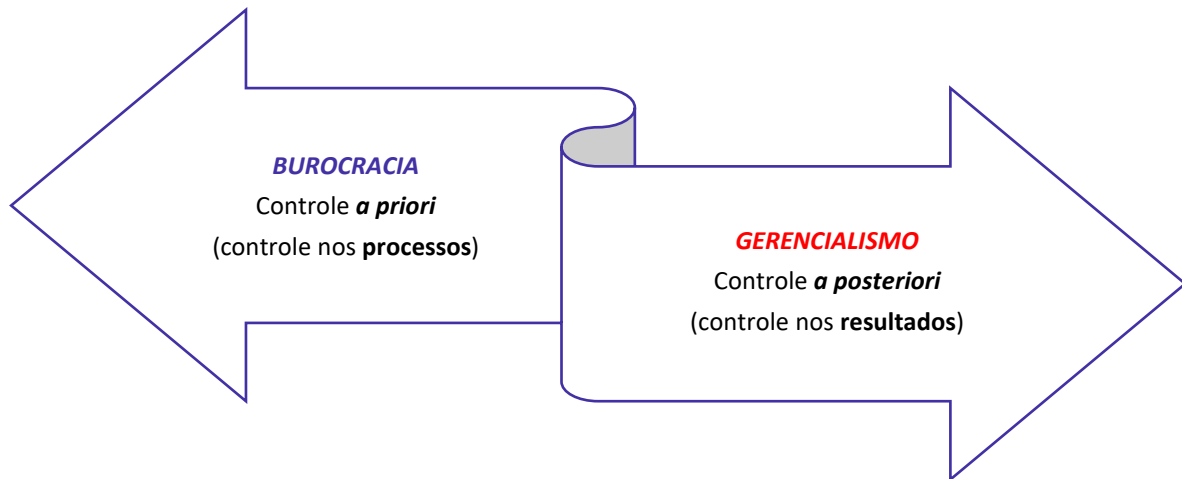 BUROCRACIA
Controle a priori
(controle nos processos)
GERENCIALISMO
Controle a posteriori
(controle nos resultados)